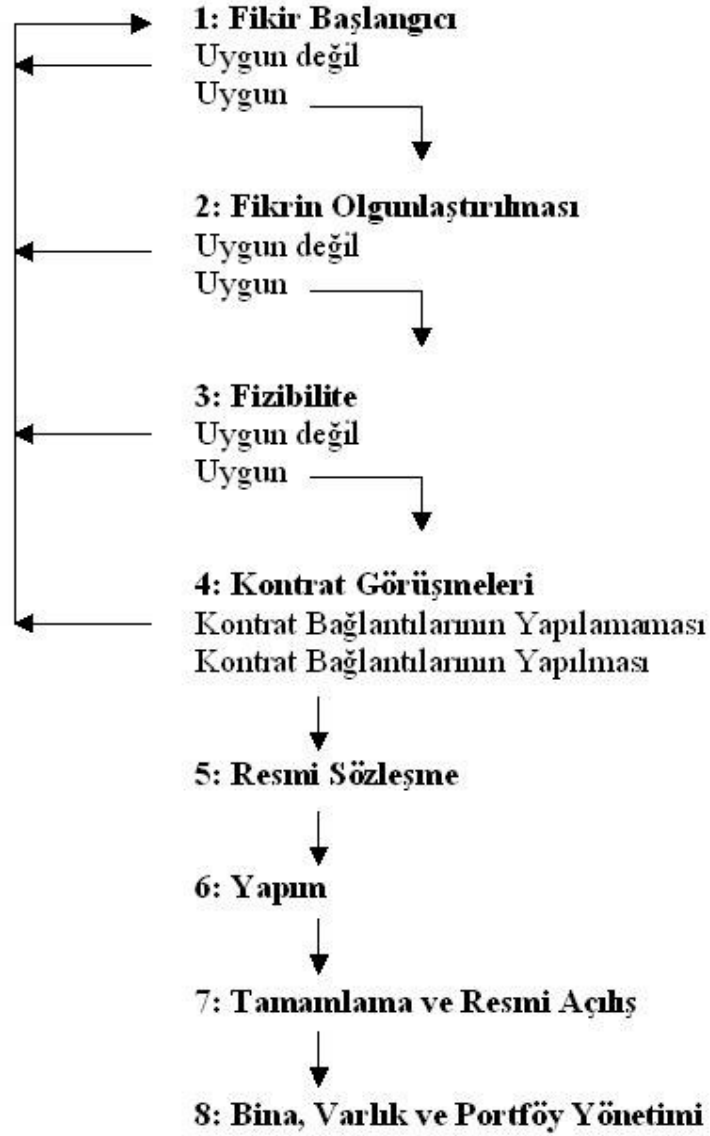 1: Fikir Başlangıcı
Uygun değil
Uygun
2: Fikrin Olgunlaştırılması
Uygun değil
Uygun
3: Fizibilite
Uygun değil
Uygun
4: Kontrat Görüşmeleri
Kontrat Bağlantılarının Yapılamaması
Kontrat Bağlantılarının Yapılması
5: Resmi Sözleşme
6: Yapım
7: Tamamlama ve Resmi Açılış
8: Bina, Varlık ve Portföy Yönetimi